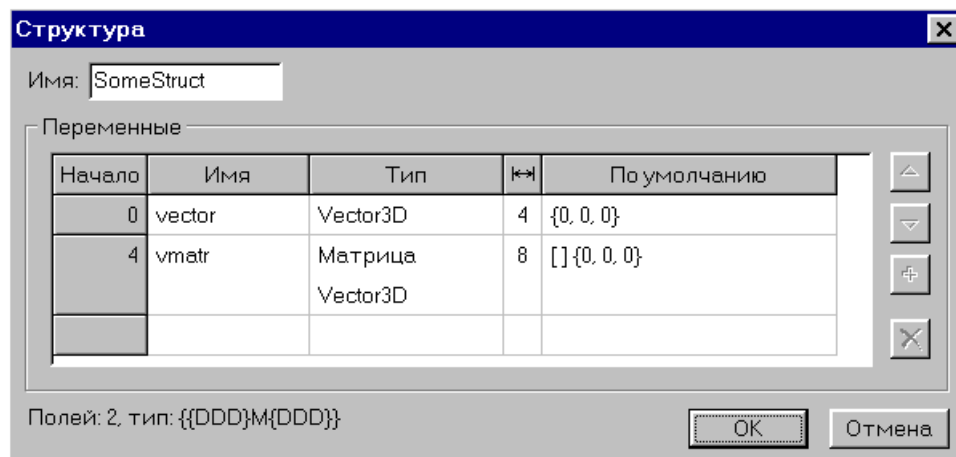 Структура
Имя: SomeStruct
Переменные
Начало Имя Тип По умолчанию
0 vector Vector3D 4 {0, 0, 0}
4 vmatr Матрица 8 [ ] {0, 0, 0}
Vector3D
Полей: 2, тип: {{DDD}M{DDD}}
OK Отмена